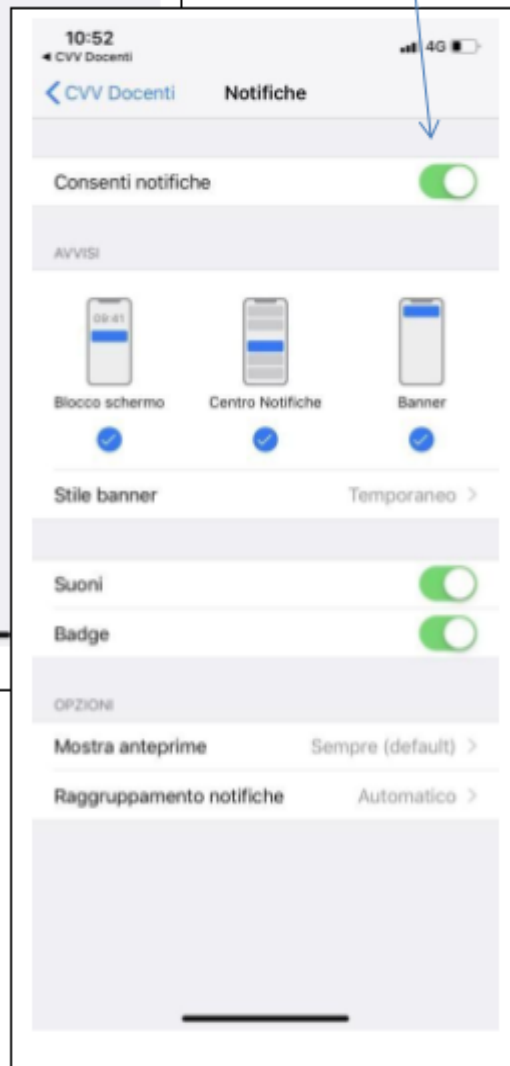 10:52
4G
◀ CVV Docenti
CVV Docenti
Notifiche
Consenti notifiche
AVVISI
09:41
Blocco schermo
Centro Notifiche
Banner
Stile banner
Temporaneo
Suoni
Badge
OPZIONI
Mostra anteprime
Sempre (default)
Raggruppamento notifiche
Automatico